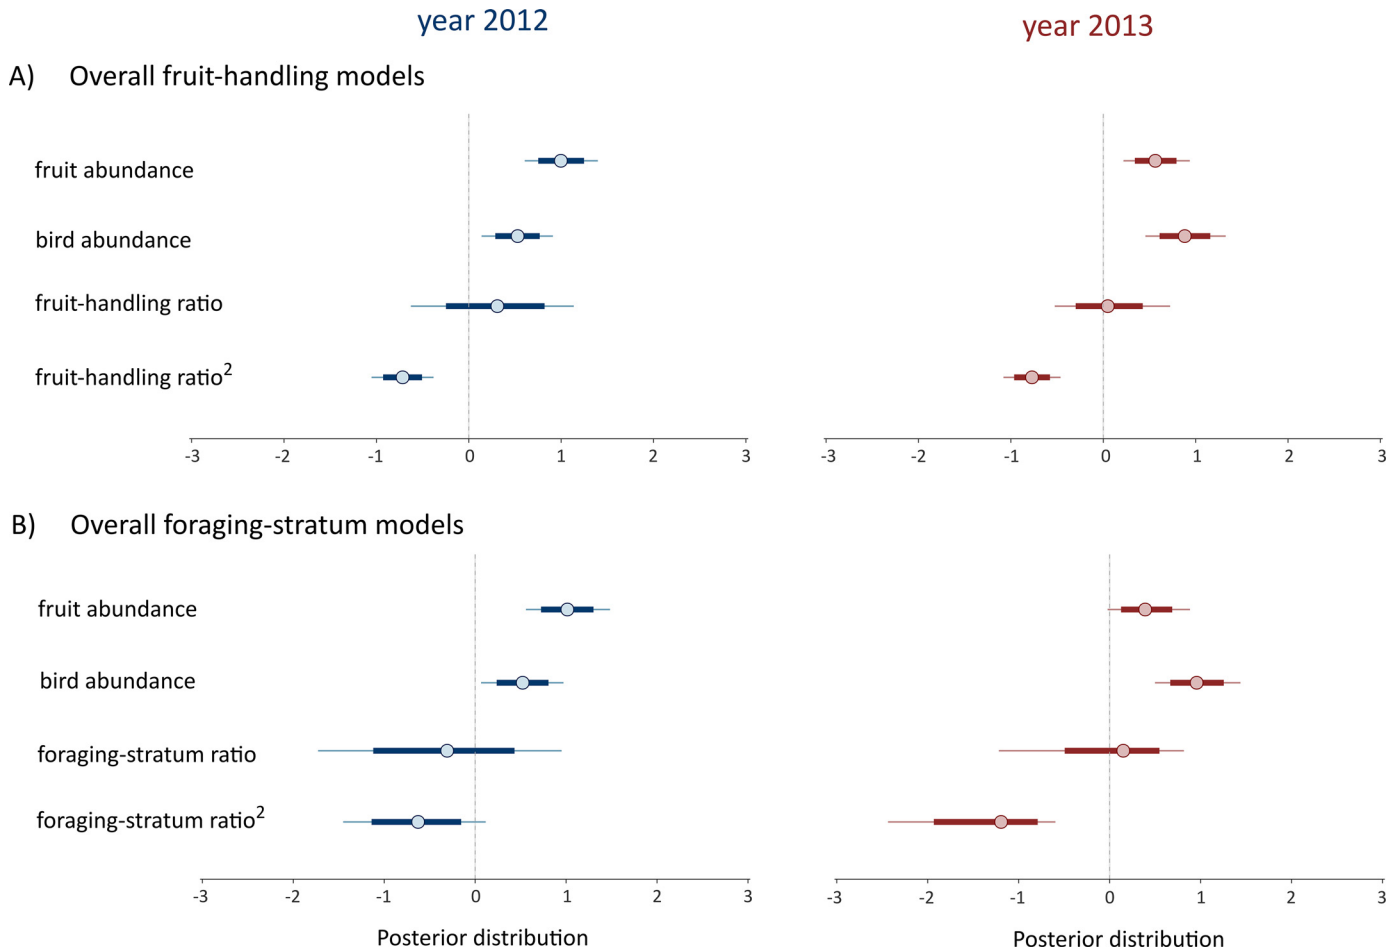 year 2012
year 2013
A) Overall fruit-handling models
fruit abundance
bird abundance
fruit-handling ratio
fruit-handling ratio²
-3 -2 -1 0 1 2 3
-3 -2 -1 0 1 2 3
B) Overall foraging-stratum models
fruit abundance
bird abundance
foraging-stratum ratio
foraging-stratum ratio²
-3 -2 -1 0 1 2 3
-3 -2 -1 0 1 2 3
Posterior distribution
Posterior distribution